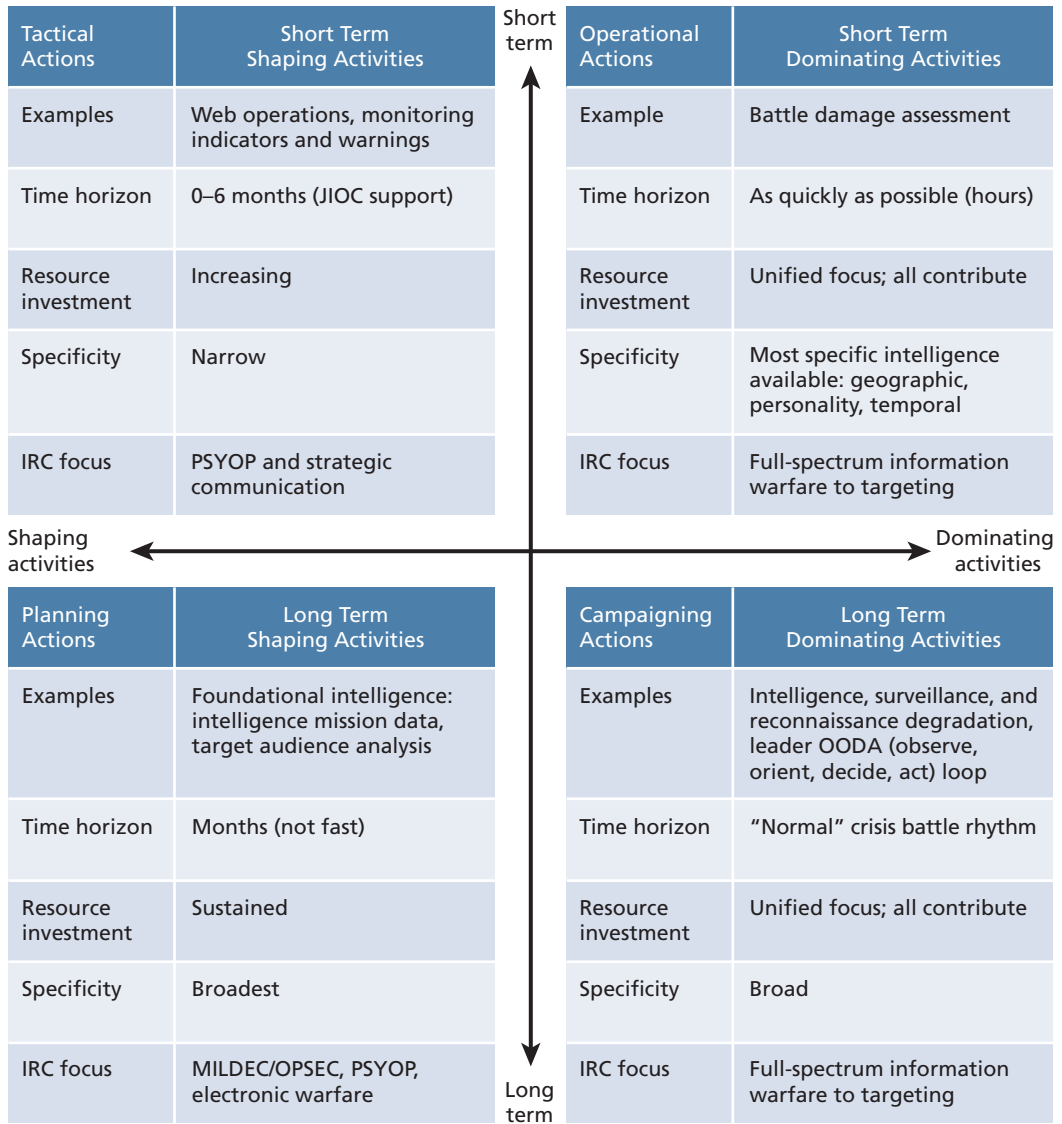 Short
term
Tactical
Actions
Short Term
Shaping Activities
Examples
Web operations, monitoring
indicators and warnings
Time horizon
0–6 months (JIOC support)
Resource
investment
Increasing
Specificity
Narrow
IRC focus
PSYOP and strategic
communication
Operational
Actions
Short Term
Dominating Activities
Example
Battle damage assessment
Time horizon
As quickly as possible (hours)
Resource
investment
Unified focus; all contribute
Specificity
Most specific intelligence
available: geographic,
personality, temporal
IRC focus
Full-spectrum information
warfare to targeting
Shaping
activities
Dominating
activities
Planning
Actions
Long Term
Shaping Activities
Examples
Foundational intelligence:
intelligence mission data,
target audience analysis
Time horizon
Months (not fast)
Resource
investment
Sustained
Specificity
Broadest
IRC focus
MILDEC/OPSEC, PSYOP,
electronic warfare
Campaigning
Actions
Long Term
Dominating Activities
Examples
Intelligence, surveillance, and
reconnaissance degradation,
leader OODA (observe,
orient, decide, act) loop
Time horizon
“Normal” crisis battle rhythm
Resource
investment
Unified focus; all contribute
Specificity
Broad
IRC focus
Full-spectrum information
warfare to targeting
Long
term